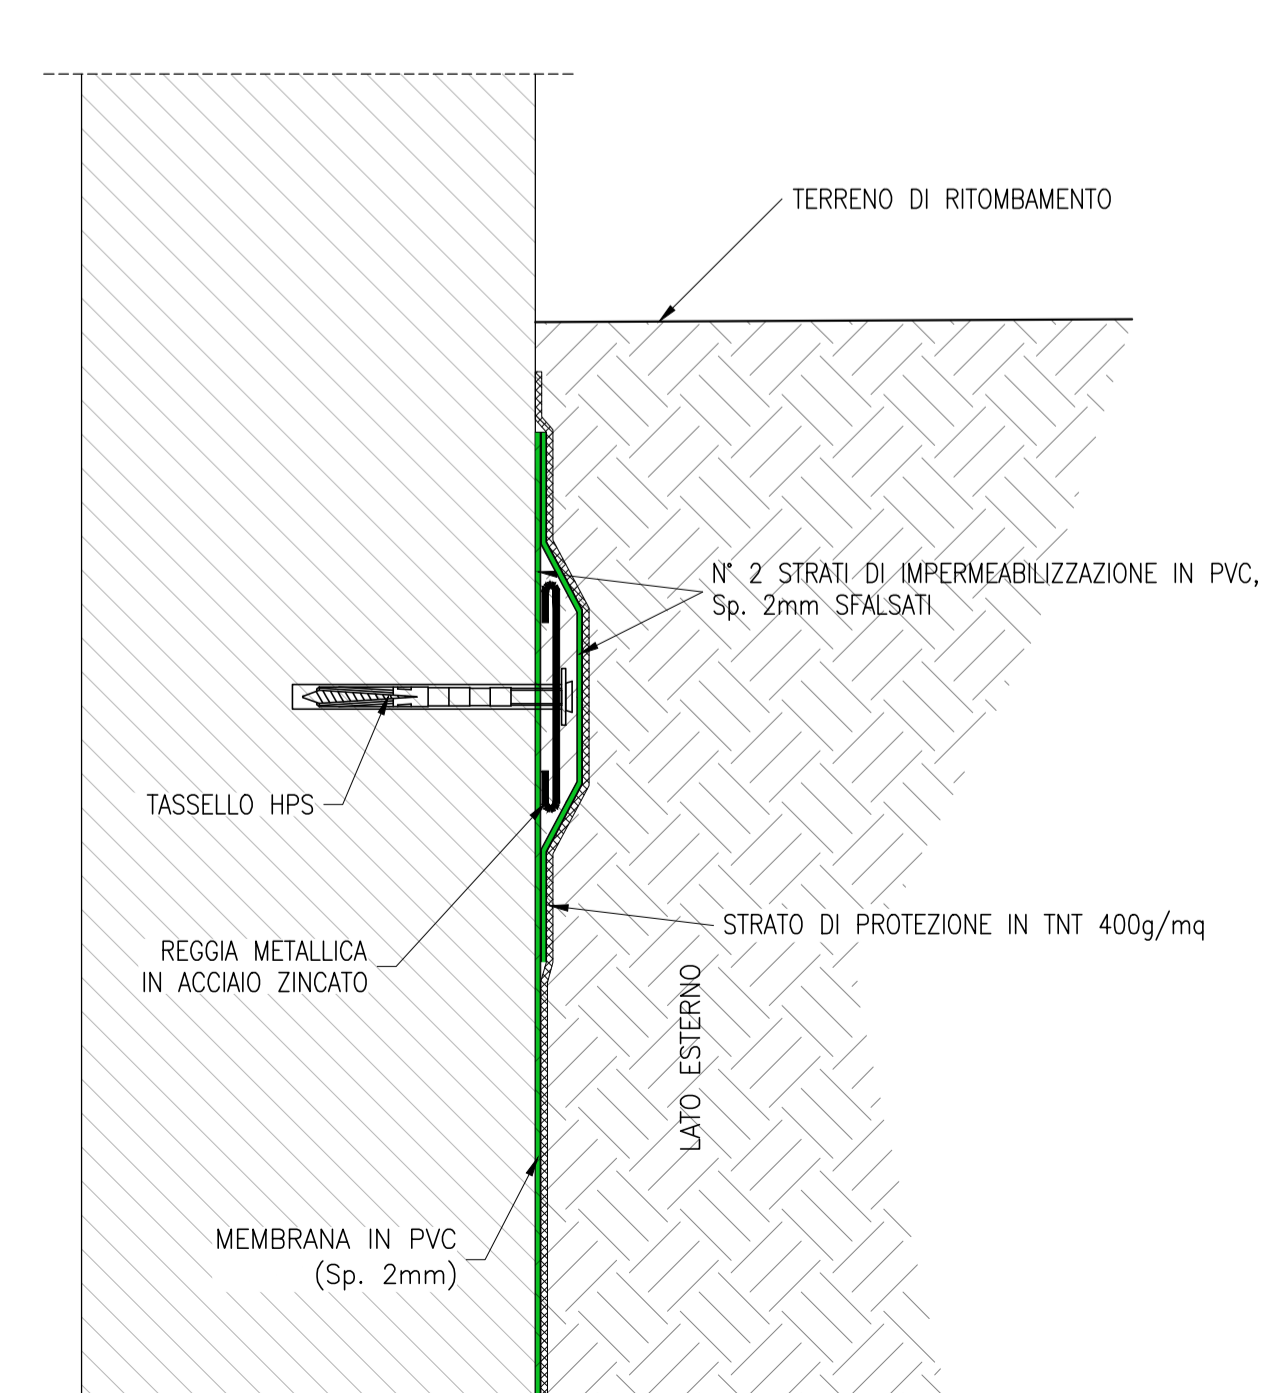 TERRENO DI RITOMBAMENTO
N° 2 STRATI DI IMPERMEABILIZZAZIONE IN PVC,
Sp. 2mm SFALSATI
TASSELLO HPS
STRATO DI PROTEZIONE IN TNT 400g/mq
REGGIA METALLICA
IN ACCIAIO ZINCATO
LATO ESTERNO
MEMBRANA IN PVC
(Sp. 2mm)